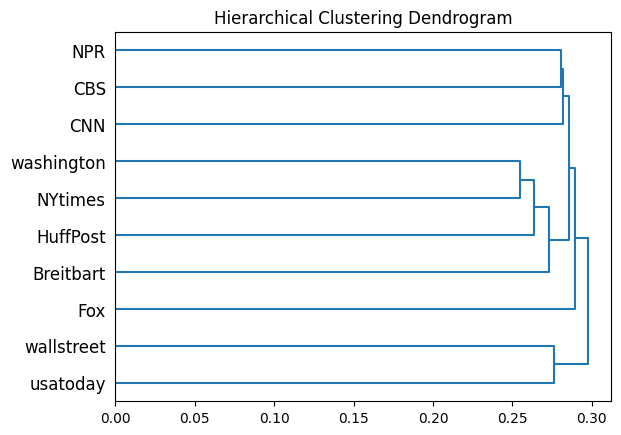 Hierarchical Clustering Dendrogram
NPR
CBS
CNN
washington
NYtimes
HuffPost
Breitbart
Fox
wallstreet
usatoday
0.00 0.05 0.10 0.15 0.20 0.25 0.30